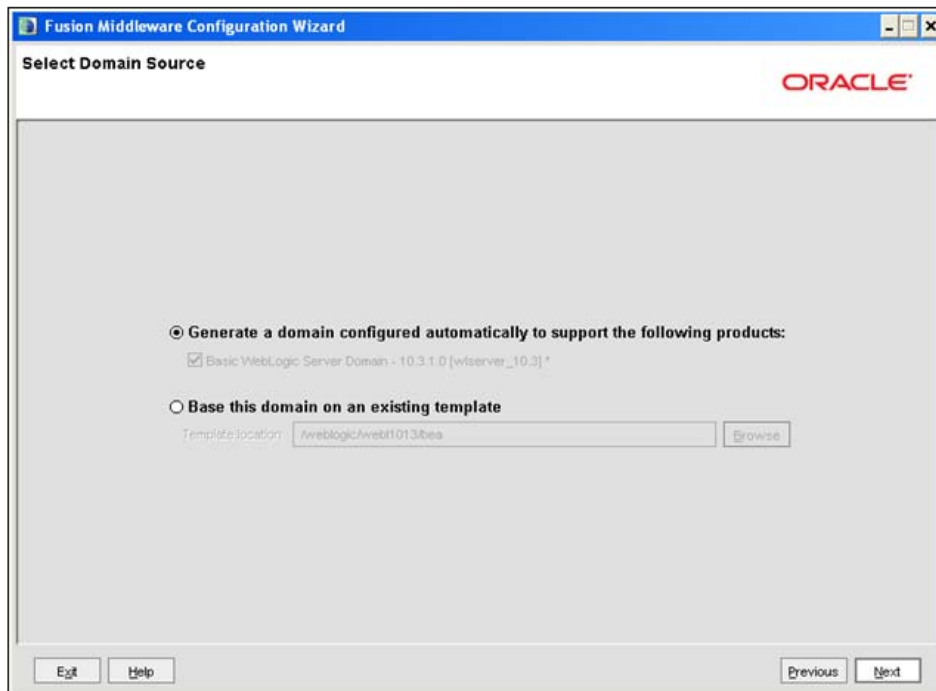 Fusion Middleware Configuration Wizard
Select Domain Source
ORACLE
Generate a domain configured automatically to support the following products:
Basic WebLogic Server Domain - 10.3.1.0 [wlserver_10.3] *
Base this domain on an existing template
Template location: /weblogic/webl1013/bea Browse
Exit Help Previous Next